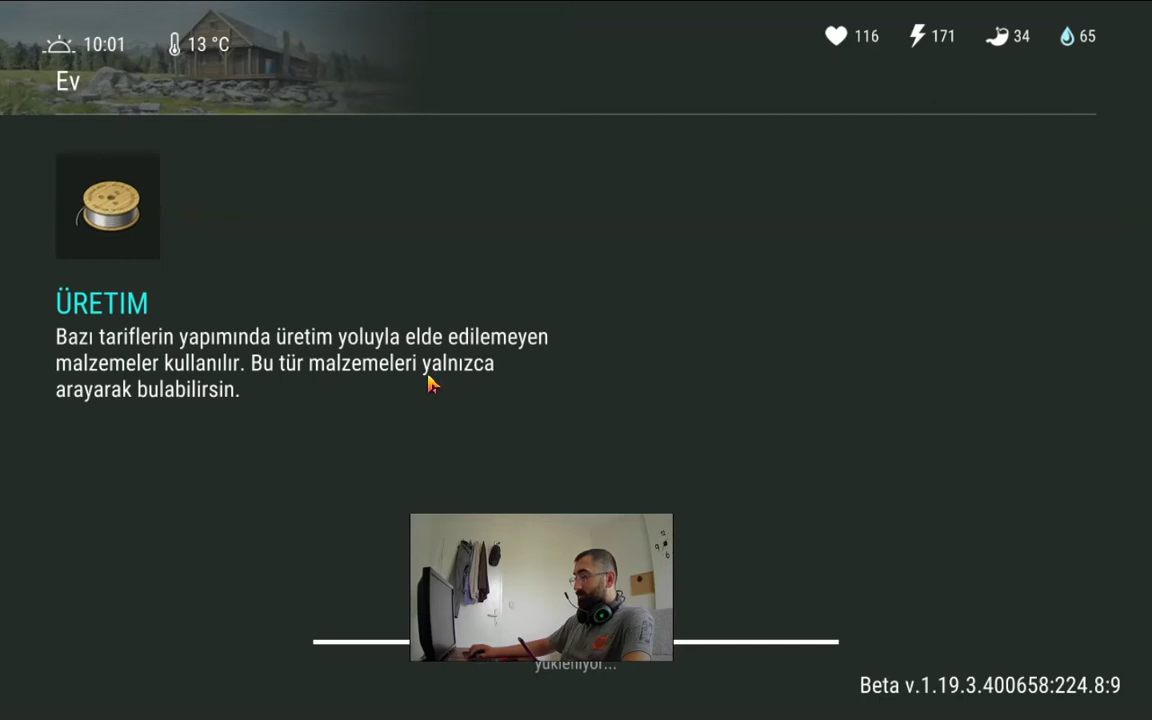 10:01 13 °C 116 171 34 65
Ev
ÜRETIM
Bazı tariflerin yapımında üretim yoluyla elde edilemeyen
malzemeler kullanılır. Bu tür malzemeleri yalnızca
arayarak bulabilirsin.
yükleniyor...
Beta v.1.19.3.400658:224.8:9